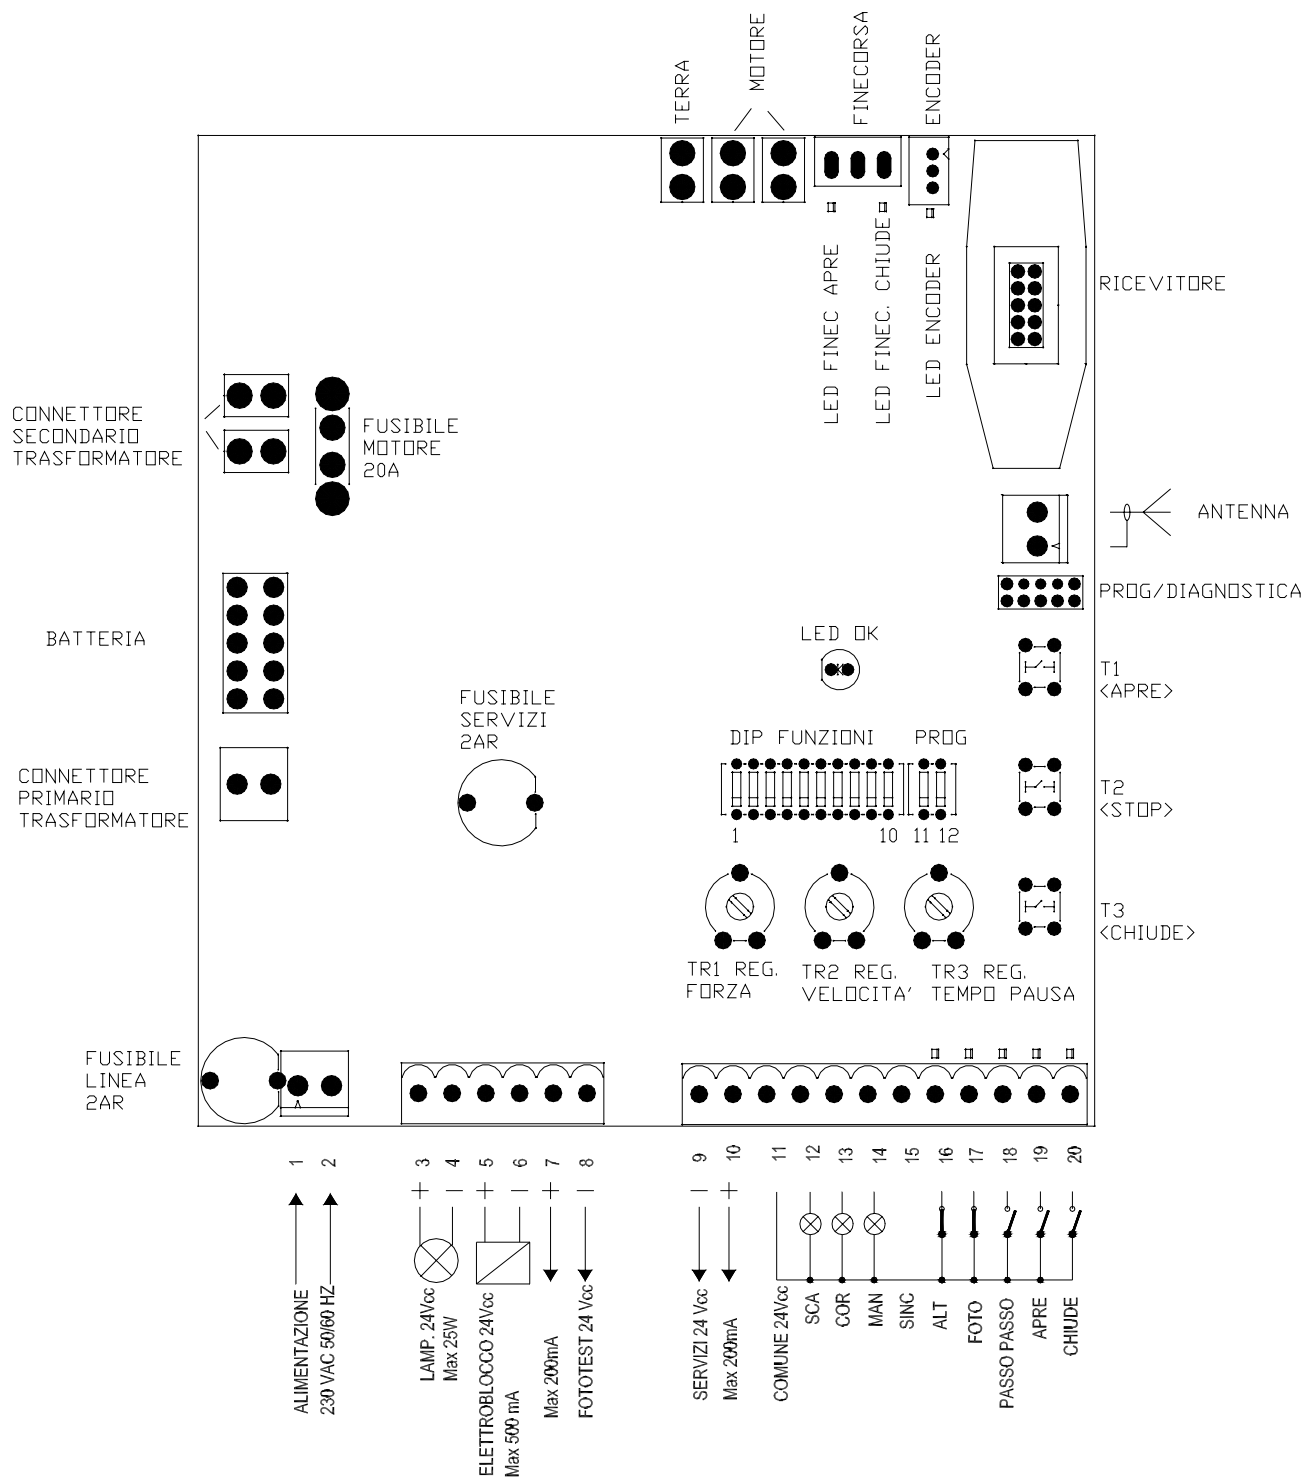 TERRA
MOTORE
FINECORSA
ENCODER
LED FINEC APRE
LED FINEC. CHIUDE
LED ENCODER
RICEVITORE
CONNETTORE
SECONDARIO
TRASFORMATORE
FUSIBILE
MOTORE
20A
ANTENNA
PROG/DIAGNOSTICA
BATTERIA
LED OK
T1
<APRE>
FUSIBILE
SERVIZI
2AR
DIP FUNZIONI
PROG
CONNETTORE
PRIMARIO
TRASFORMATORE
T2
<STOP>
1
10
11 12
T3
<CHIUDE>
TR1 REG.
FORZA
TR2 REG.
VELOCITA'
TR3 REG.
TEMPO PAUSA
FUSIBILE
LINEA
2AR
1
2
3
4
5
6
7
8
9
10
11
12
13
14
15
16
17
18
19
20
+
|
+
|
+
|
|
+
ALIMENTAZIONE
230 VAC 50/60 HZ
LAMP. 24Vcc
Max 25W
ELETTROBLOCCO 24Vcc
Max 500 mA
Max 200mA
FOTOTEST 24 Vcc
SERVIZI 24 Vcc
Max 200mA
COMUNE 24Vcc
SCA
COR
MAN
SINC
ALT
FOTO
PASSO PASSO
APRE
CHIUDE